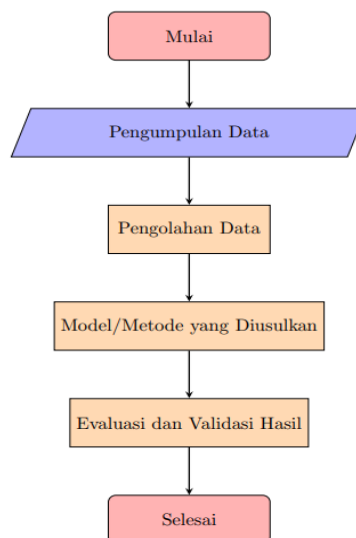 Mulai
Pengumpulan Data
Pengolahan Data
Model/Metode yang Diusulkan
Evaluasi dan Validasi Hasil
Selesai